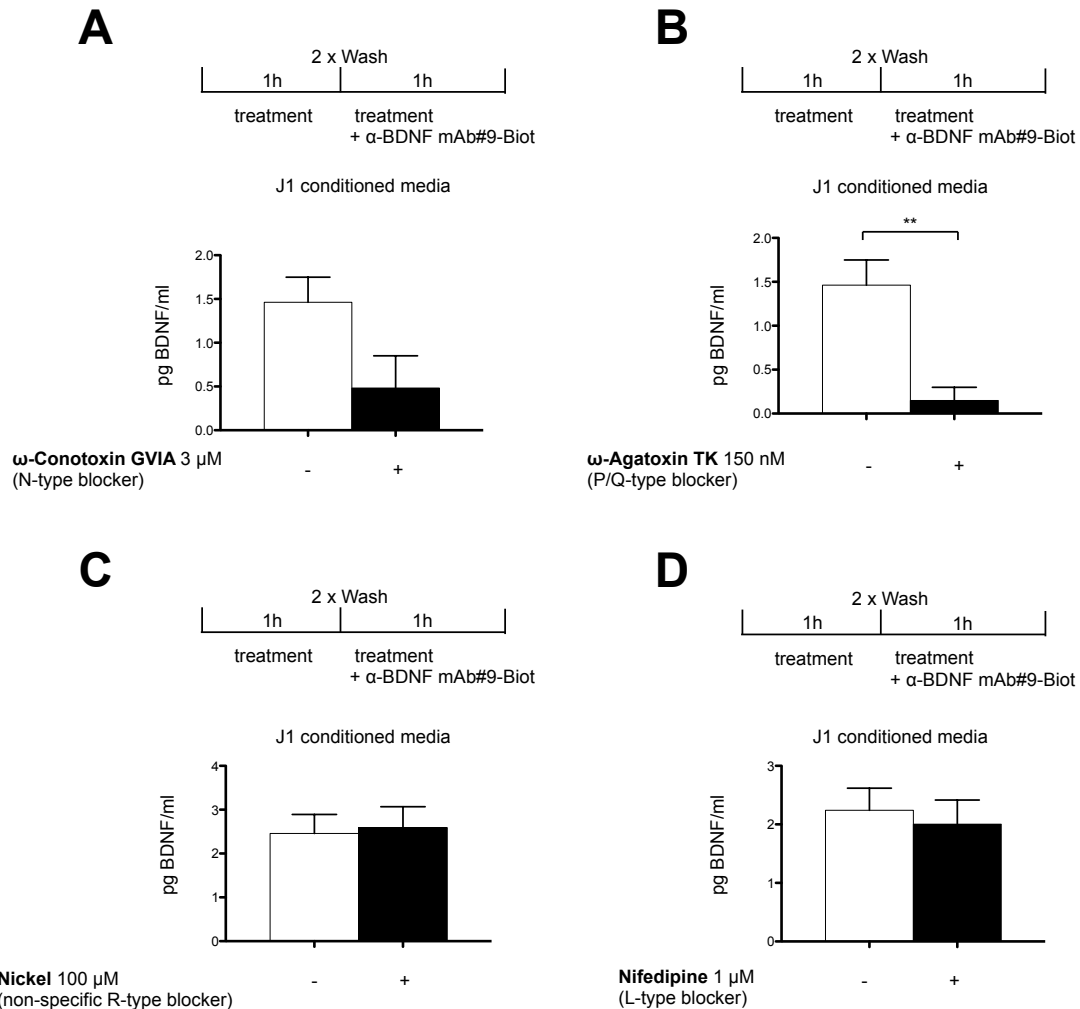 A
2 x Wash
1h 1h
treatment treatment
+ α-BDNF mAb#9-Biot
J1 conditioned media
2.0
1.5
1.0
0.5
0.0
pg BDNF/ml
ω-Conotoxin GVIA 3 µM - +
(N-type blocker)
B
2 x Wash
1h 1h
treatment treatment
+ α-BDNF mAb#9-Biot
J1 conditioned media
**
2.0
1.5
1.0
0.5
0.0
pg BDNF/ml
ω-Agatoxin TK 150 nM - +
(P/Q-type blocker)
C
2 x Wash
1h 1h
treatment treatment
+ α-BDNF mAb#9-Biot
J1 conditioned media
4
3
2
1
0
pg BDNF/ml
Nickel 100 µM - +
(non-specific R-type blocker)
D
2 x Wash
1h 1h
treatment treatment
+ α-BDNF mAb#9-Biot
J1 conditioned media
3
2
1
0
pg BDNF/ml
Nifedipine 1 µM - +
(L-type blocker)